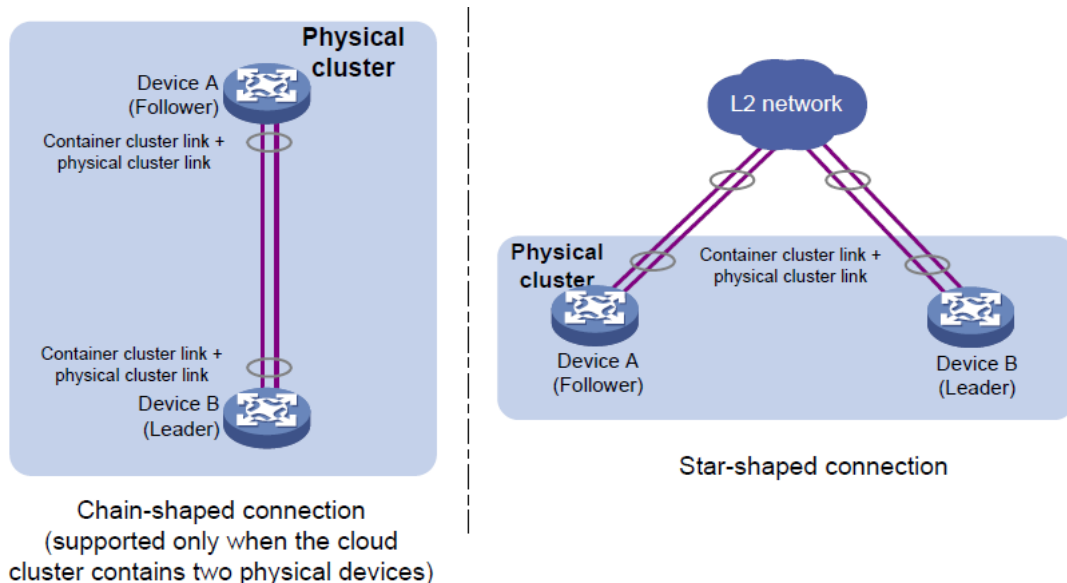 Physical
cluster
Device A
(Follower)
Container cluster link +
physical cluster link
Container cluster link +
physical cluster link
Device B
(Leader)
Chain-shaped connection
(supported only when the cloud
cluster contains two physical devices)
L2 network
Physical
cluster
Container cluster link +
physical cluster link
Device A
(Follower)
Device B
(Leader)
Star-shaped connection